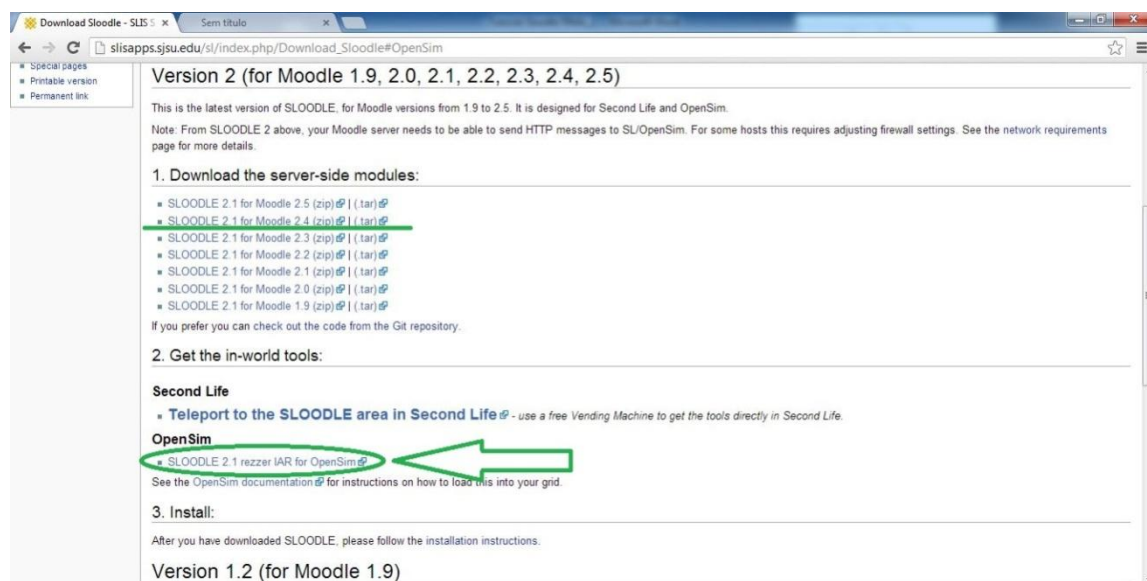 Download Sloodle - SLIS S
Sem título
slisapps.sjsu.edu/sl/index.php/Download_Sloodle#OpenSim
Special pages
Printable version
Permanent link
Version 2 (for Moodle 1.9, 2.0, 2.1, 2.2, 2.3, 2.4, 2.5)
This is the latest version of SLOODLE, for Moodle versions from 1.9 to 2.5. It is designed for Second Life and OpenSim.
Note: From SLOODLE 2 above, your Moodle server needs to be able to send HTTP messages to SL/OpenSim. For some hosts this requires adjusting firewall settings. See the network requirements
page for more details.
1. Download the server-side modules:
SLOODLE 2.1 for Moodle 2.5 (zip) | (.tar)
SLOODLE 2.1 for Moodle 2.4 (zip) | (.tar)
SLOODLE 2.1 for Moodle 2.3 (zip) | (.tar)
SLOODLE 2.1 for Moodle 2.2 (zip) | (.tar)
SLOODLE 2.1 for Moodle 2.1 (zip) | (.tar)
SLOODLE 2.1 for Moodle 2.0 (zip) | (.tar)
SLOODLE 2.1 for Moodle 1.9 (zip) | (.tar)
If you prefer you can check out the code from the Git repository.
2. Get the in-world tools:
Second Life
Teleport to the SLOODLE area in Second Life - use a free Vending Machine to get the tools directly in Second Life.
OpenSim
SLOODLE 2.1 rezzer IAR for OpenSim
See the OpenSim documentation for instructions on how to load this into your grid.
3. Install:
After you have downloaded SLOODLE, please follow the installation instructions.
Version 1.2 (for Moodle 1.9)